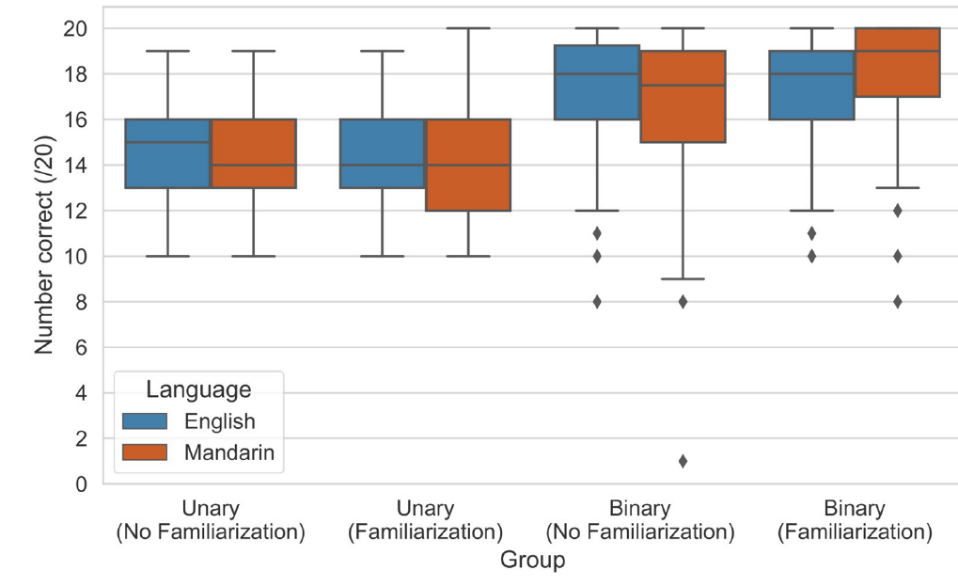 20
18
16
14
12
10
8
6
4
2
0
Number correct (/20)
Language
English
Mandarin
Unary
(No Familiarization)
Unary
(Familiarization)
Binary
(No Familiarization)
Binary
(Familiarization)
Group